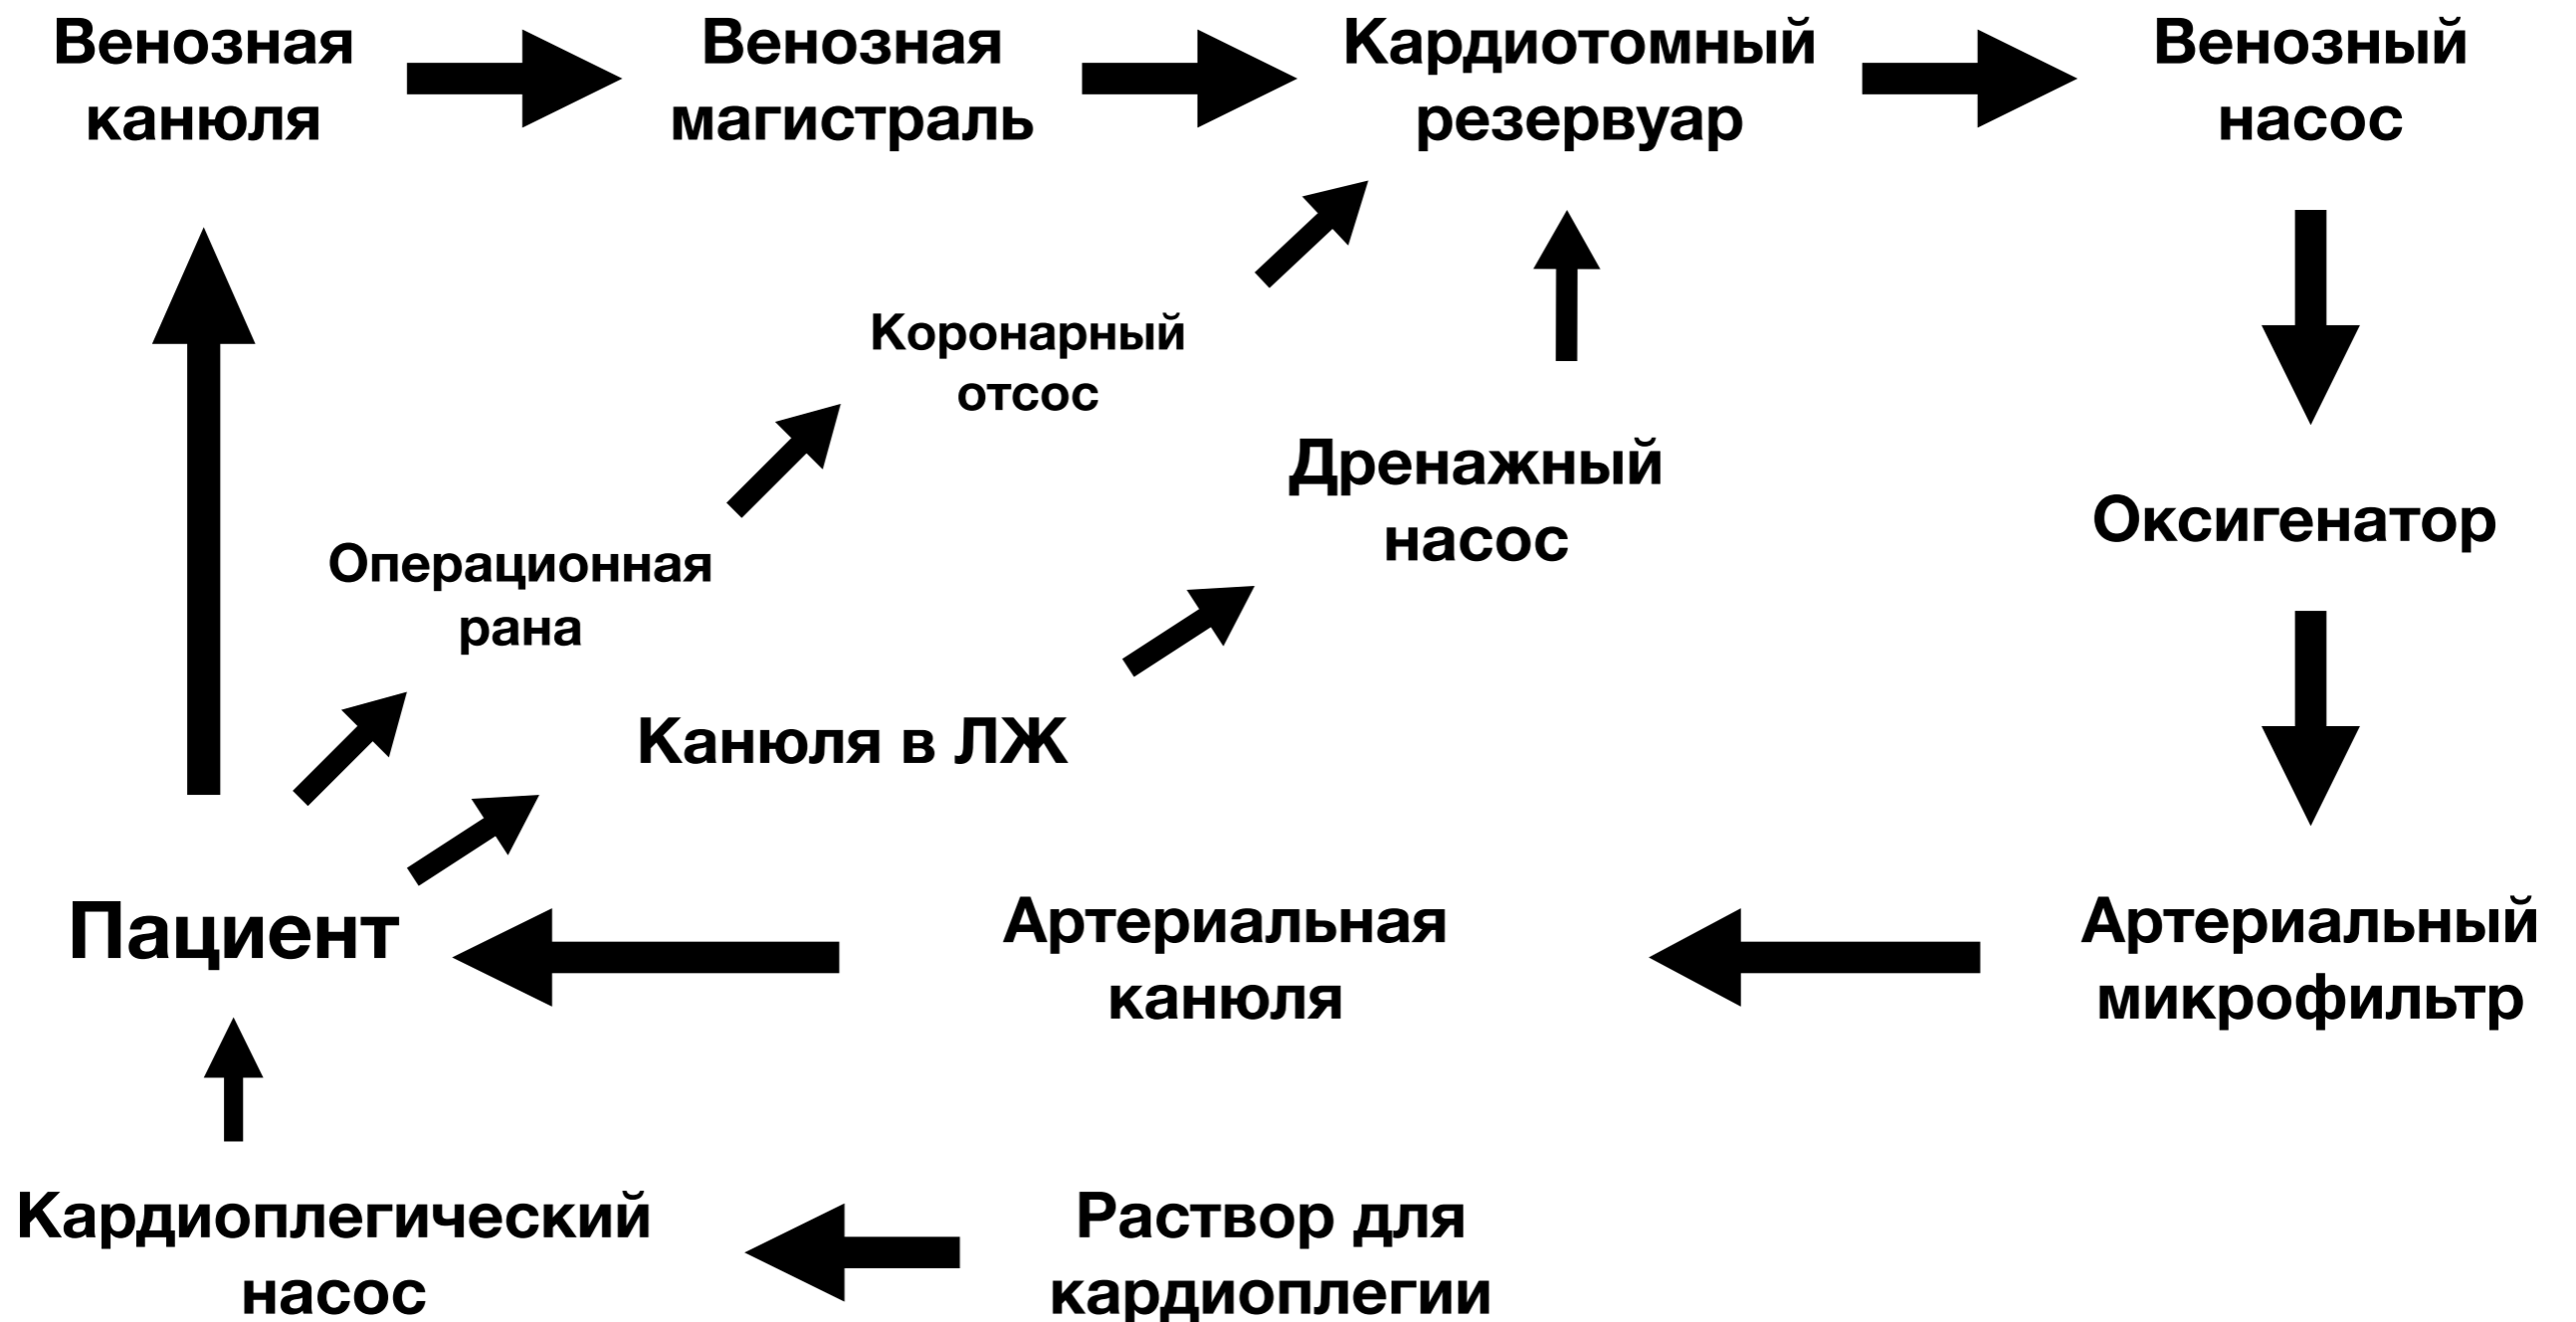 Венозная
канюля
Венозная
магистраль
Кардиотомный
резервуар
Венозный
насос
Коронарный
отсос
Дренажный
насос
Оксигенатор
Операционная
рана
Канюля в ЛЖ
Пациент
Артериальная
канюля
Артериальный
микрофильтр
Кардиоплегический
насос
Раствор для
кардиоплегии